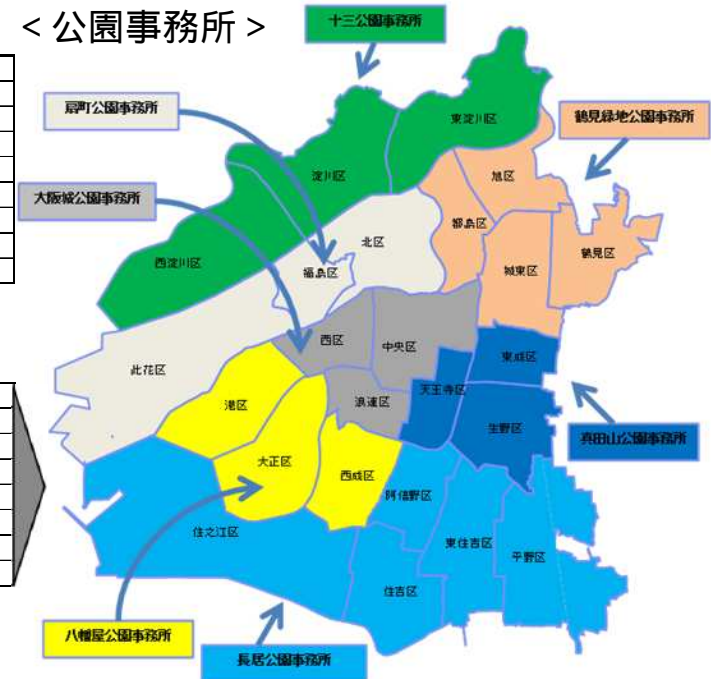 ＜公園事務所＞
十三公園事務所
扇町公園事務所
東淀川区
鶴見緑地公園事務所
淀川区
旭区
大阪城公園事務所
都島区
北区
鶴見区
西淀川区
福島区
城東区
西区
中央区
東成区
此花区
天王寺区
港区
浪速区
生野区
真田山公園事務所
大正区
西成区
阿倍野区
住之江区
東住吉区
平野区
住吉区
八幡屋公園事務所
長居公園事務所